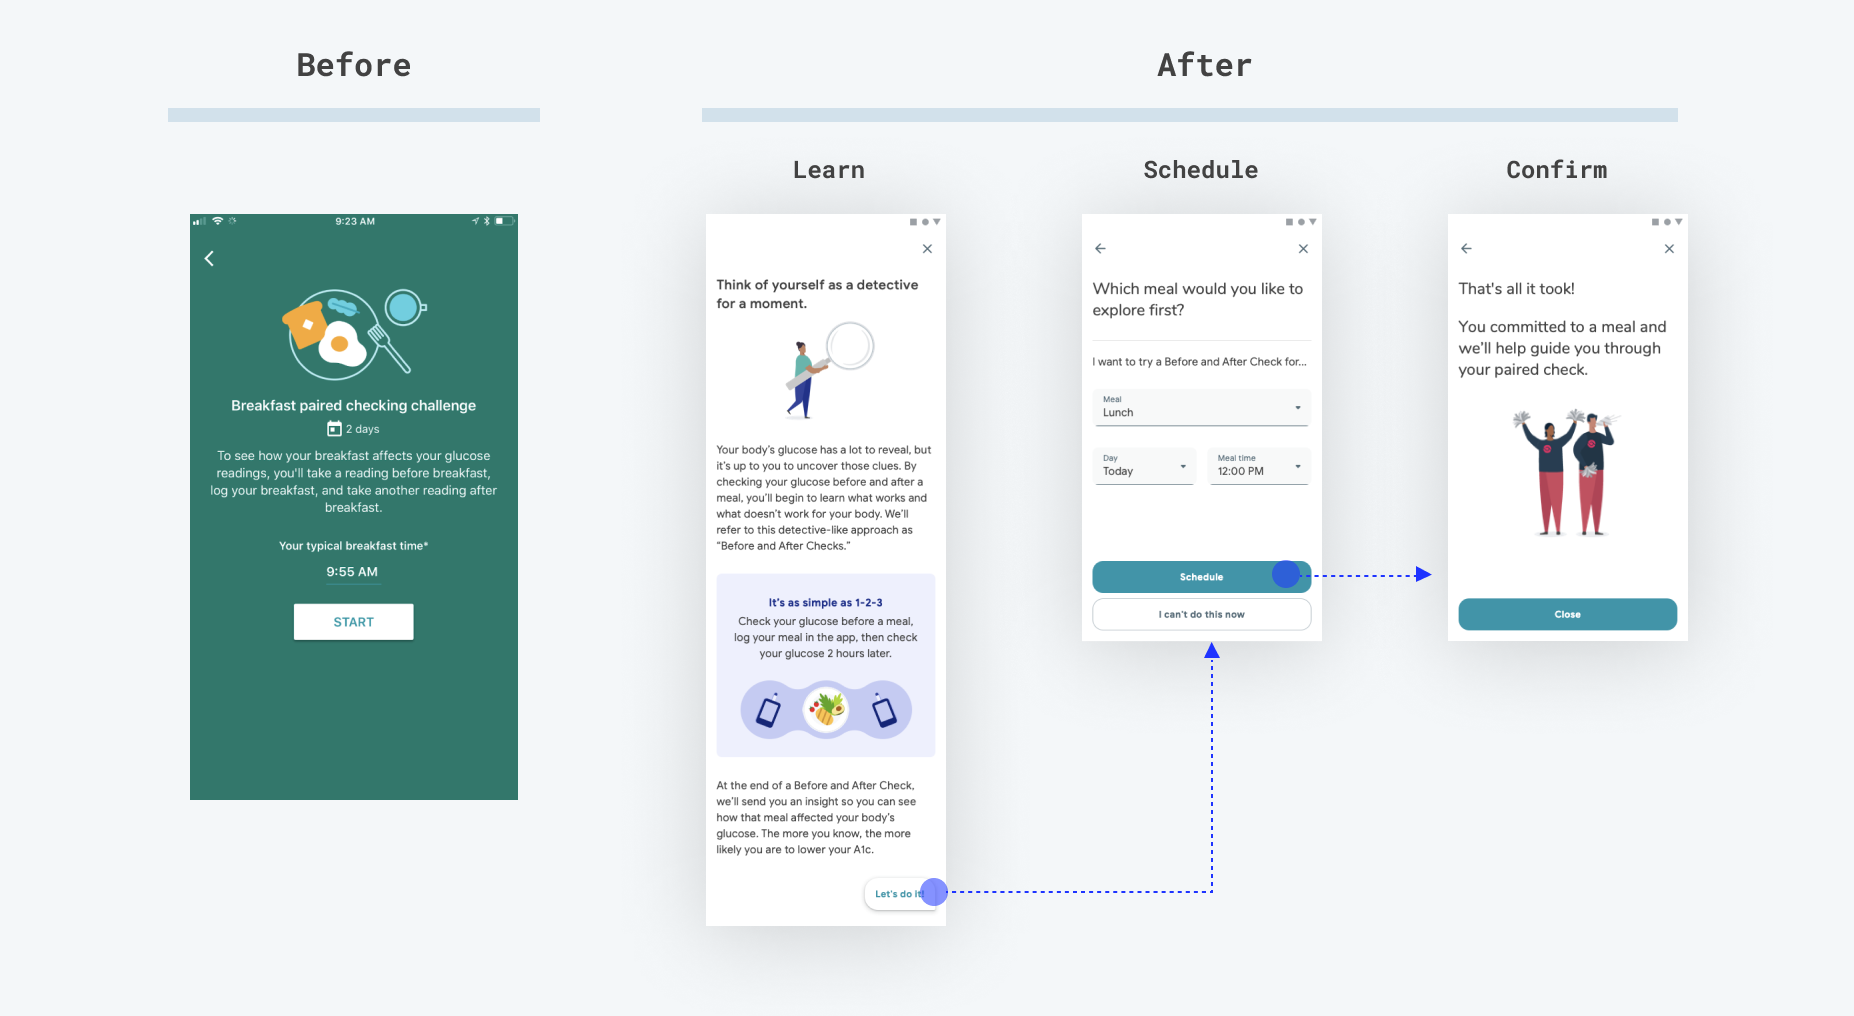 Before
After
Learn
Schedule
Confirm
9:23 AM
Breakfast paired checking challenge
2 days
To see how your breakfast affects your glucose
readings, you'll take a reading before breakfast,
log your breakfast, and take another reading after
breakfast.
Your typical breakfast time*
9:55 AM
START
Think of yourself as a detective
for a moment.
Your body's glucose has a lot to reveal, but
it's up to you to uncover those clues. By
checking your glucose before and after a
meal, you'll begin to learn what works and
what doesn't work for your body. We'll
refer to this detective-like approach as
“Before and After Checks.”
It's as simple as 1-2-3
Check your glucose before a meal,
log your meal in the app, then check
your glucose 2 hours later.
At the end of a Before and After Check,
we'll send you an insight so you can see
how that meal affected your body's
glucose. The more you know, the more
likely you are to lower your A1c.
Let's do it!
Which meal would you like to
explore first?
I want to try a Before and After Check for...
Meal
Lunch
Day
Today
Meal time
12:00 PM
Schedule
I can't do this now
That's all it took!
You committed to a meal and
we'll help guide you through
your paired check.
Close